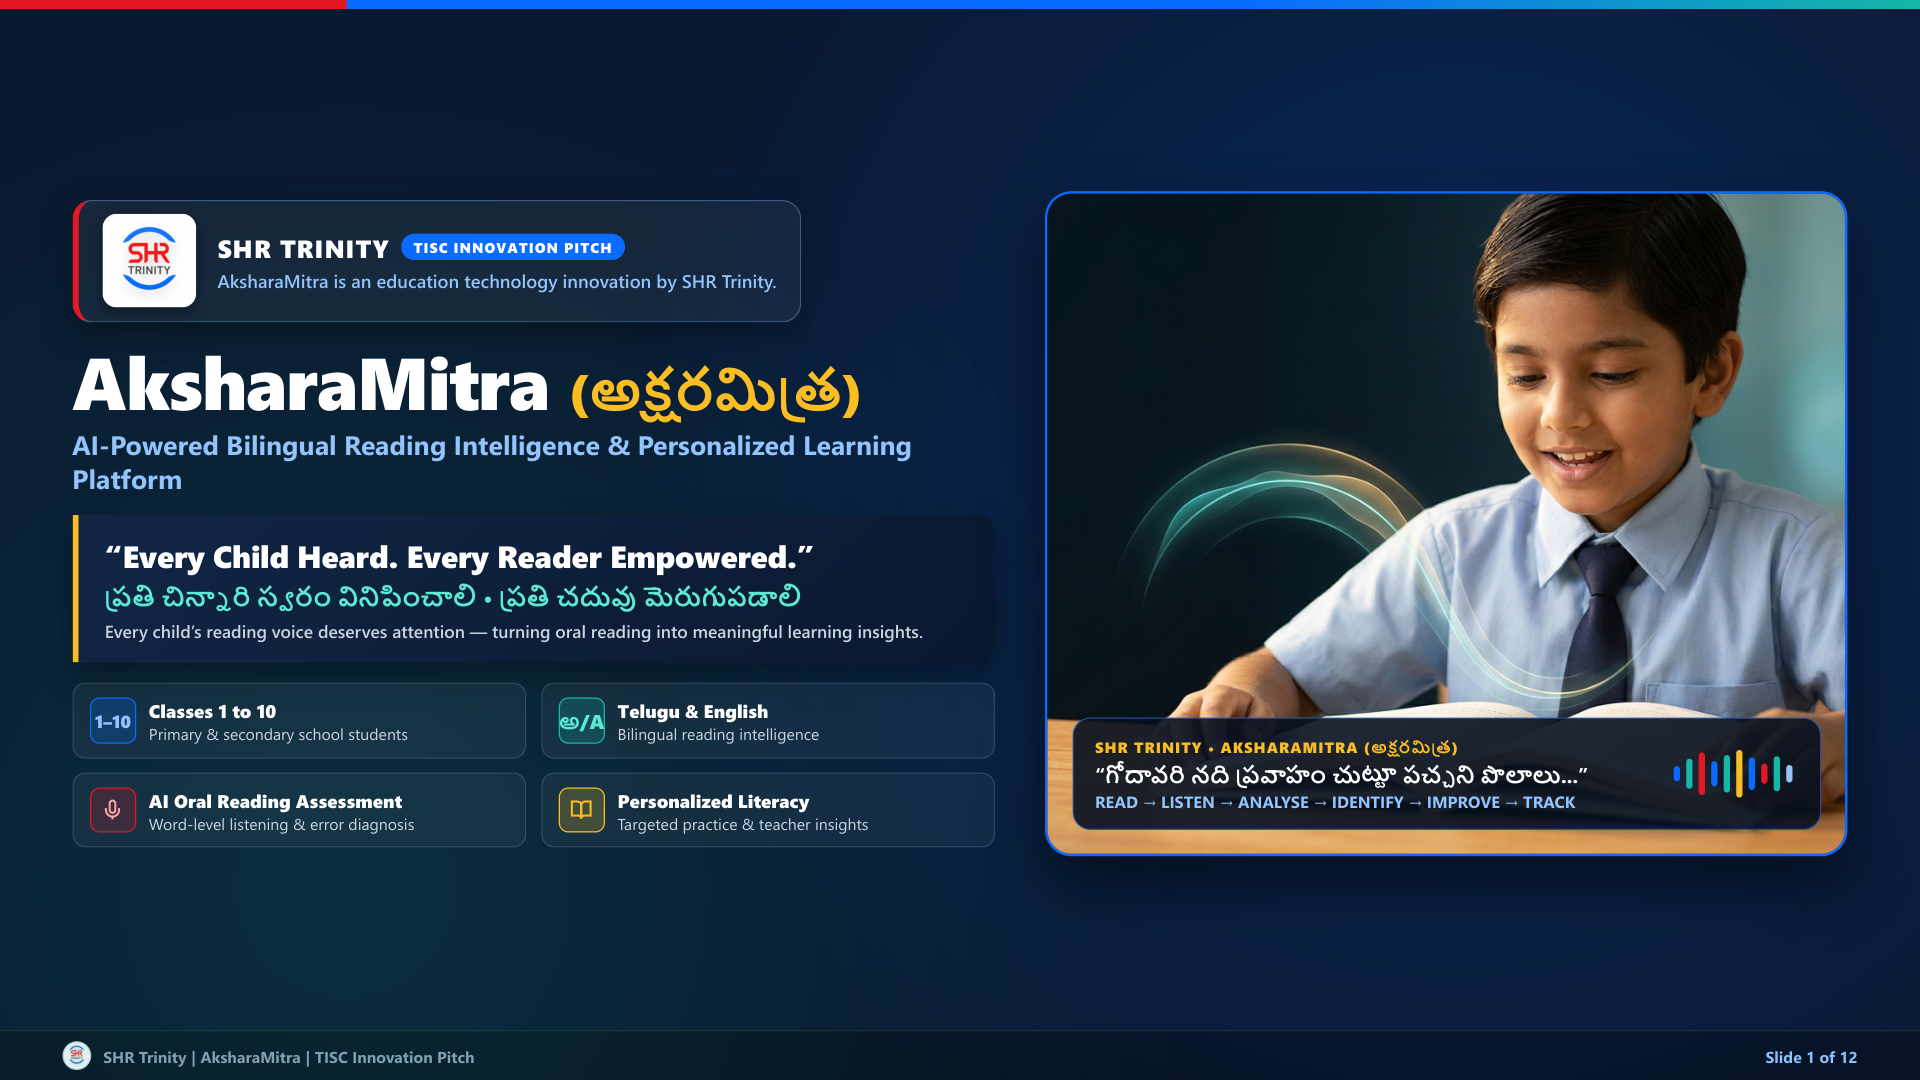 SHR
TRINITY
SHR TRINITY TISC INNOVATION PITCH
AksharaMitra is an education technology innovation by SHR Trinity.
AksharaMitra (అక్షరమిత్ర)
AI-Powered Bilingual Reading Intelligence & Personalized Learning
Platform
“Every Child Heard. Every Reader Empowered.”
ప్రతి చిన్నారి స్వరం వినిపించాలి • ప్రతి చదువు మెరుగుపడాలి
Every child’s reading voice deserves attention — turning oral reading into meaningful learning insights.
1–10
Classes 1 to 10
Primary & secondary school students
అ/A
Telugu & English
Bilingual reading intelligence
AI Oral Reading Assessment
Word-level listening & error diagnosis
Personalized Literacy
Targeted practice & teacher insights
SHR TRINITY • AKSHARAMITRA (అక్షరమిత్ర)
“గోదావరి నది ప్రవాహం చుట్టూ పచ్చని పొలాలు...”
READ → LISTEN → ANALYSE → IDENTIFY → IMPROVE → TRACK
SHR
TRINITY
SHR Trinity | AksharaMitra | TISC Innovation Pitch
Slide 1 of 12